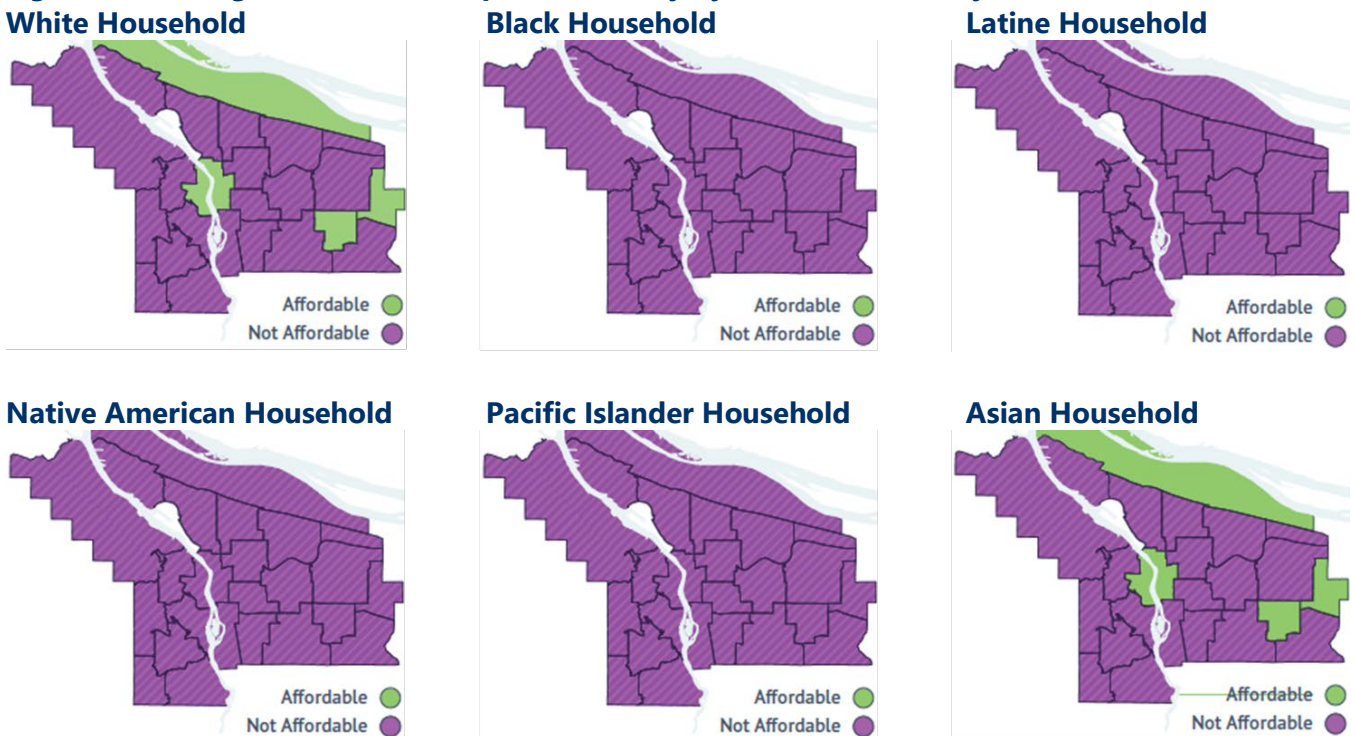 White Household
Black Household
Latine Household
Affordable
Not Affordable
Affordable
Not Affordable
Affordable
Not Affordable
Native American Household
Pacific Islander Household
Asian Household
Affordable
Not Affordable
Affordable
Not Affordable
Affordable
Not Affordable